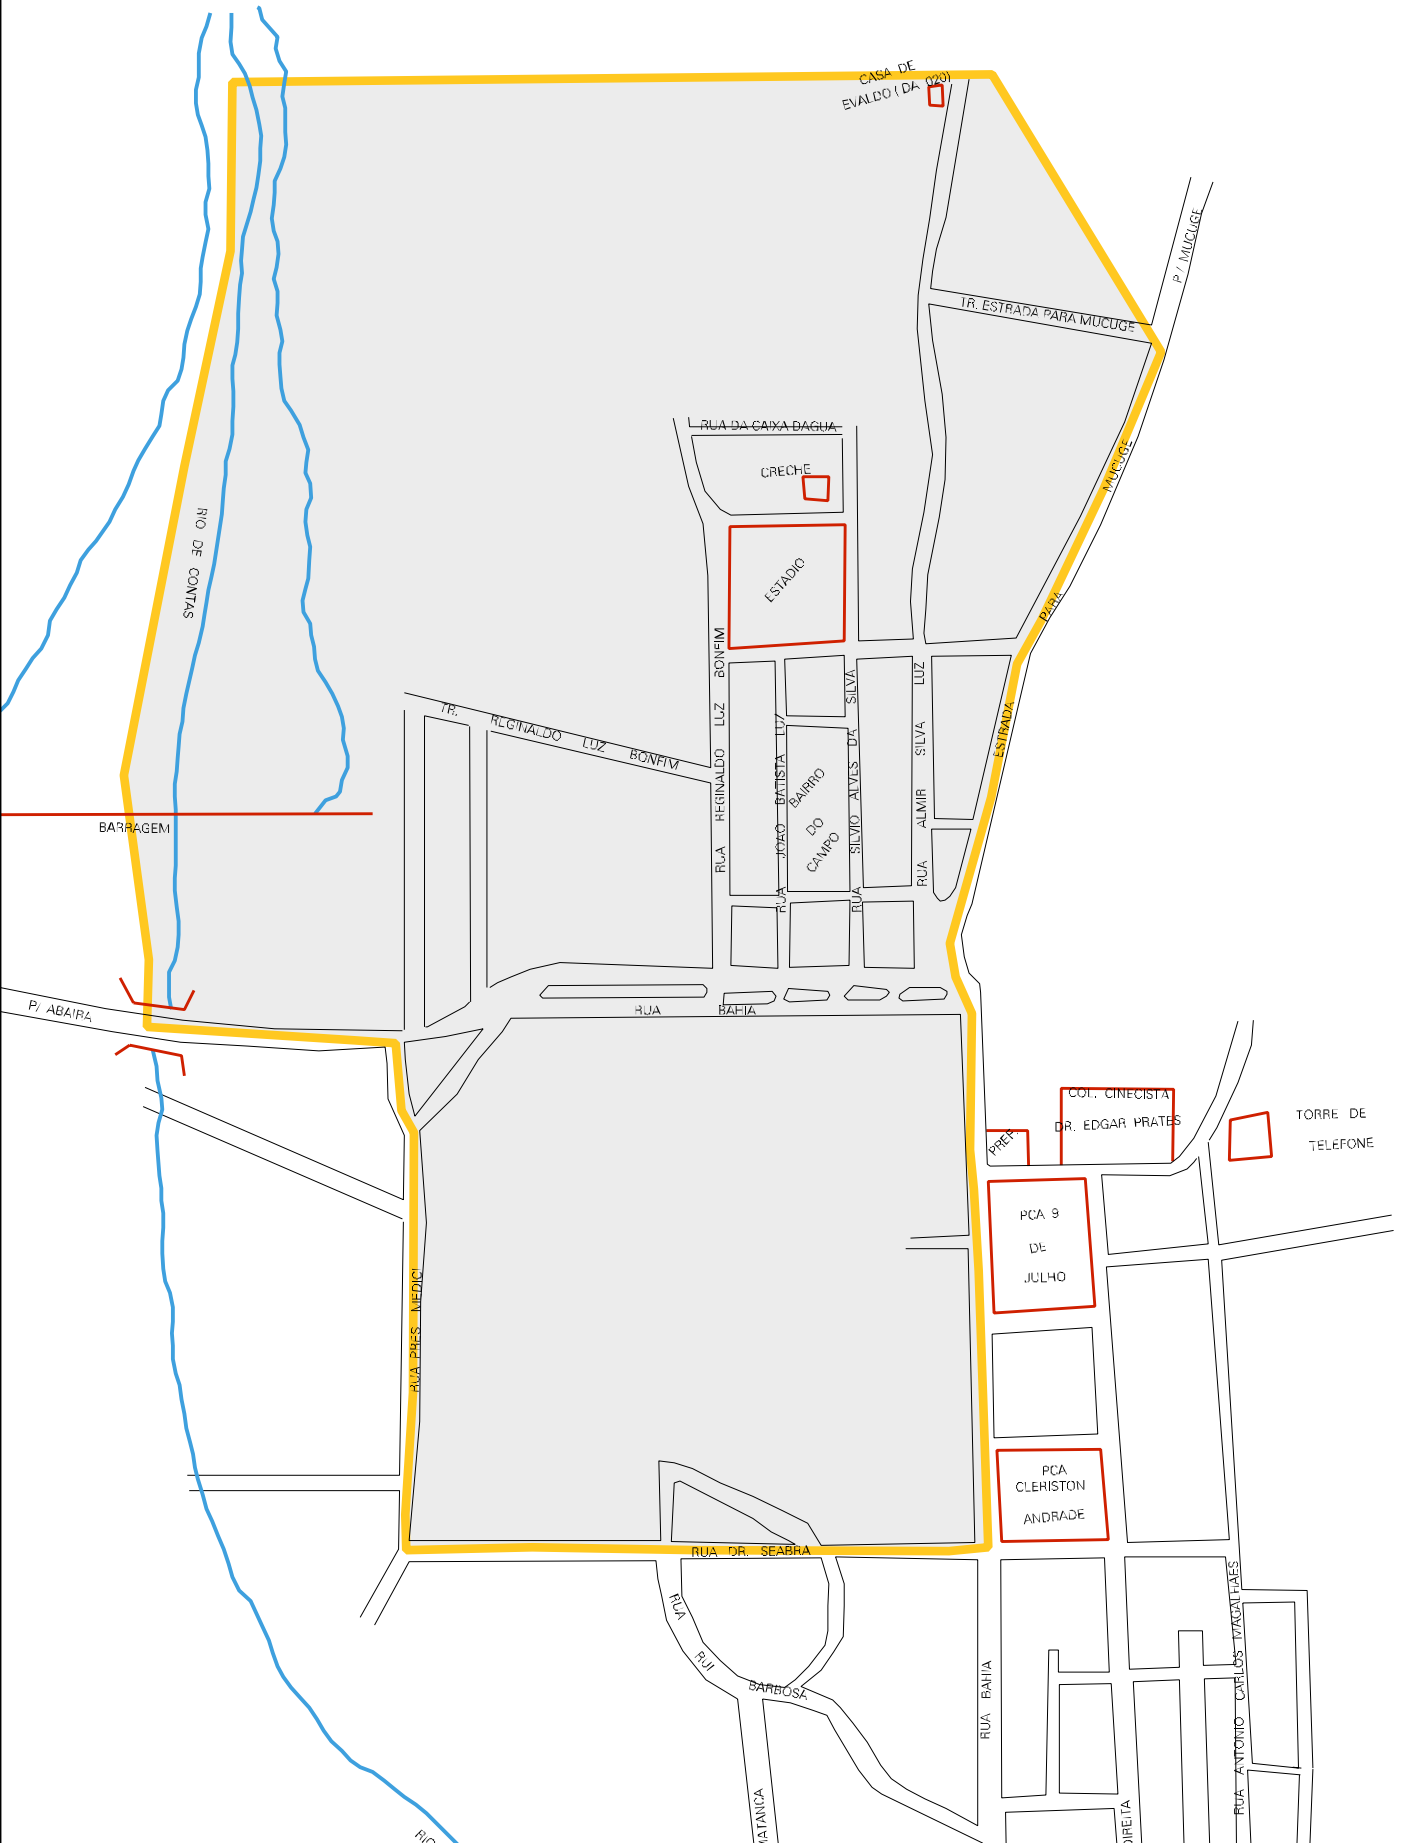 CASA DE
EVALDO ( DA 020)
P / MUCUGE
TR. ESTRADA PARA MUCUGE
RUA DA CAIXA DAGUA
CRECHE
ESTRADA PARA MUCUGE
RIO DE CONTAS
ESTADIO
TR. REGINALDO LUZ BONFIM
RUA REGINALDO LUZ BONFIM
RUA JOAO BATISTA LUZ
BAIRRO
DO
CAMPO
RUA SILVIO ALVES DA SILVA
RUA ALMIR SILVA LUZ
BARRAGEM
P/ ABAIRA
RUA BAHIA
COL. CINECISTA
DR. EDGAR PRATES
PREF.
TORRE DE
TELEFONE
PCA 9
DE
JULHO
RUA PRES. MEDICI
PCA
CLERISTON
ANDRADE
RUA DR. SEABRA
RUA RUI BARBOSA
RUA BAHIA
RUA ANTONIO CARLOS MAGALHAES
MATANCA
DIREITA
RIO